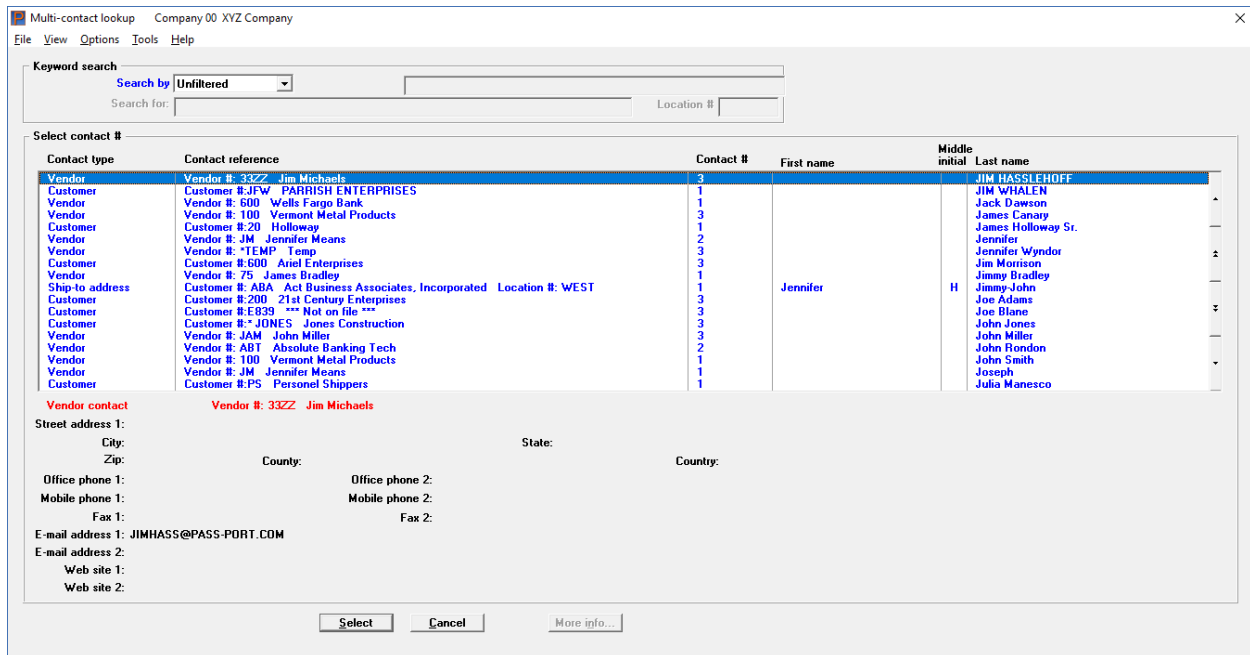 Multi-contact lookup Company 00 XYZ Company
File View Options Tools Help
Keyword search
Search by Unfiltered
Search for: Location #
Select contact #
Contact type Contact reference Contact # First name Middle initial Last name
Vendor Vendor #: 33ZZ Jim Michaels 3 JIM HASSLEHOFF
Customer Customer #:JFW PARRISH ENTERPRISES 1 JIM WHALEN
Vendor Vendor #: 600 Wells Fargo Bank 1 Jack Dawson
Vendor Vendor #: 100 Vermont Metal Products 3 James Canary
Customer Customer #:20 Holloway 1 James Holloway Sr.
Vendor Vendor #: JM Jennifer Means 2 Jennifer
Vendor Vendor #: *TEMP Temp 3 Jennifer Wyndor
Customer Customer #:600 Ariel Enterprises 3 Jim Morrison
Vendor Vendor #: 75 James Bradley 1 Jimmy Bradley
Ship-to address Customer #: ABA Act Business Associates, Incorporated Location #: WEST 1 Jennifer H Jimmy-John
Customer Customer #:200 21st Century Enterprises 3 Joe Adams
Customer Customer #:E839 *** Not on file *** 3 Joe Blane
Customer Customer #:* JONES Jones Construction 3 John Jones
Vendor Vendor #: JAM John Miller 3 John Miller
Vendor Vendor #: ABT Absolute Banking Tech 2 John Rondon
Vendor Vendor #: 100 Vermont Metal Products 1 John Smith
Vendor Vendor #: JM Jennifer Means 1 Joseph
Customer Customer #:PS Personel Shippers 1 Julia Manesco
Vendor contact Vendor #: 33ZZ Jim Michaels
Street address 1:
City: State:
Zip: County: Country:
Office phone 1: Office phone 2:
Mobile phone 1: Mobile phone 2:
Fax 1: Fax 2:
E-mail address 1: JIMHASS@PASS-PORT.COM
E-mail address 2:
Web site 1:
Web site 2:
Select Cancel More info...